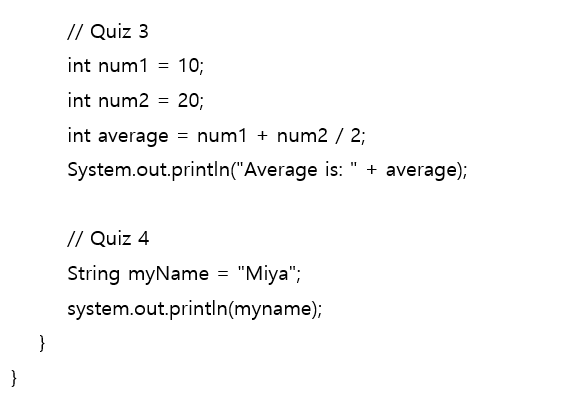 // Quiz 3
int num1 = 10;
int num2 = 20;
int average = num1 + num2 / 2;
System.out.println("Average is: " + average);
// Quiz 4
String myName = "Miya";
system.out.println(myname);
}
}